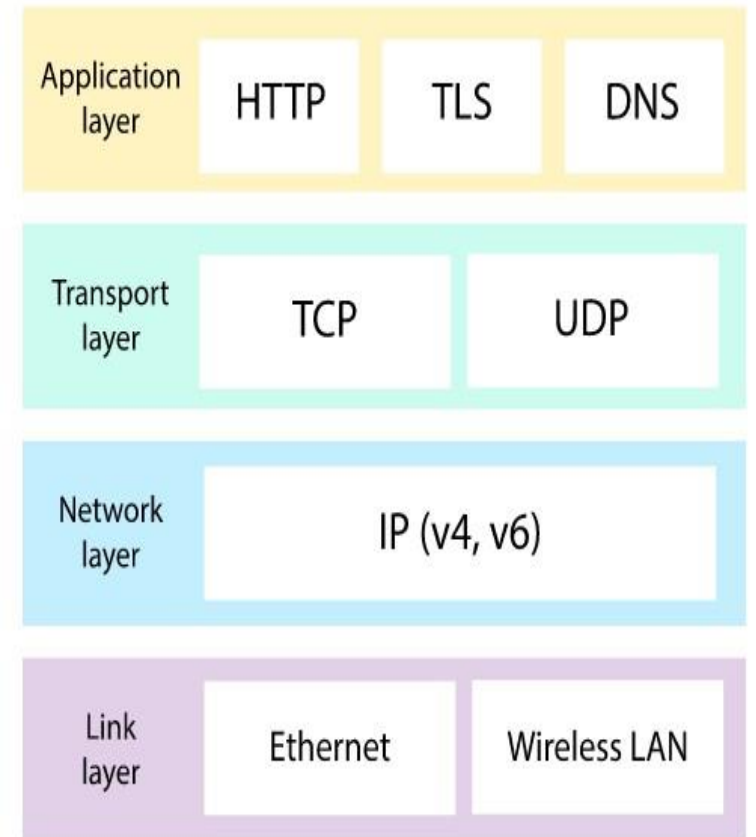 Application
layer
HTTP
TLS
DNS
Transport
layer
TCP
UDP
Network
layer
IP (v4, v6)
Link
layer
Ethernet
Wireless LAN